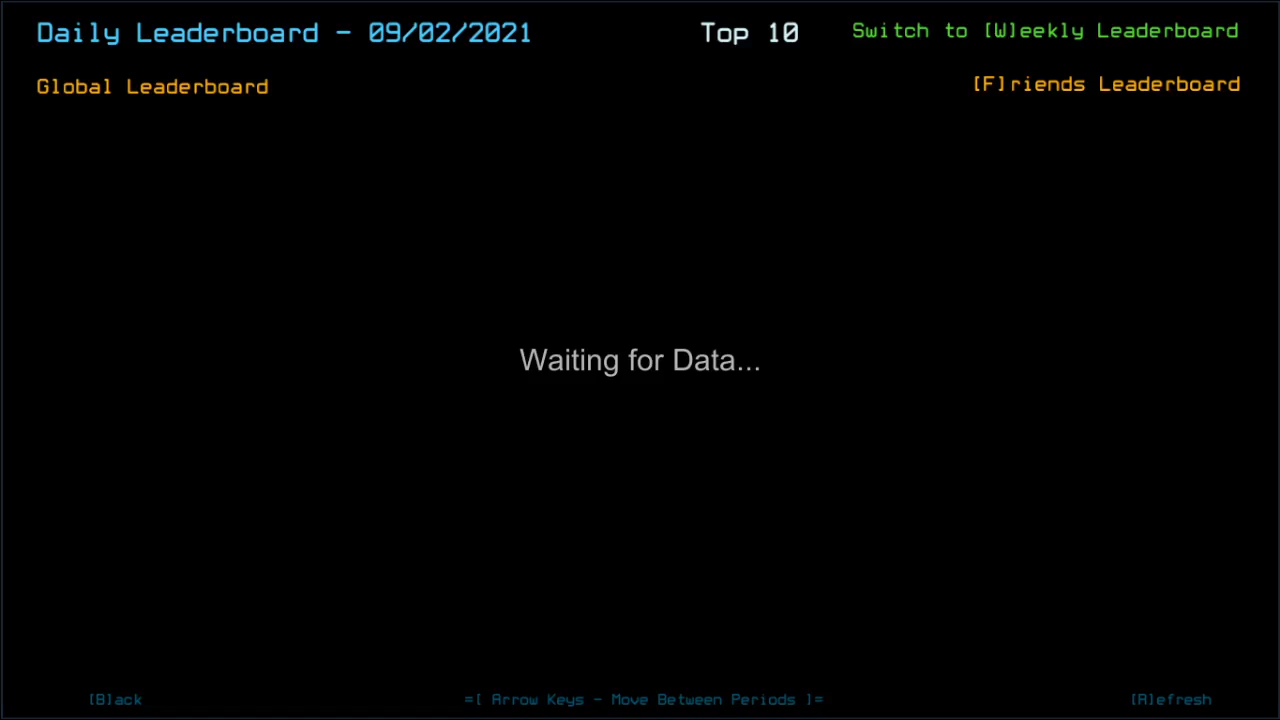 Daily Leaderboard - 09/02/2021
Top 10
Switch to [W]eekly Leaderboard
Global Leaderboard
[F]riends Leaderboard
Waiting for Data...
[B]ack
=[ Arrow Keys - Move Between Periods ]=
[R]efresh